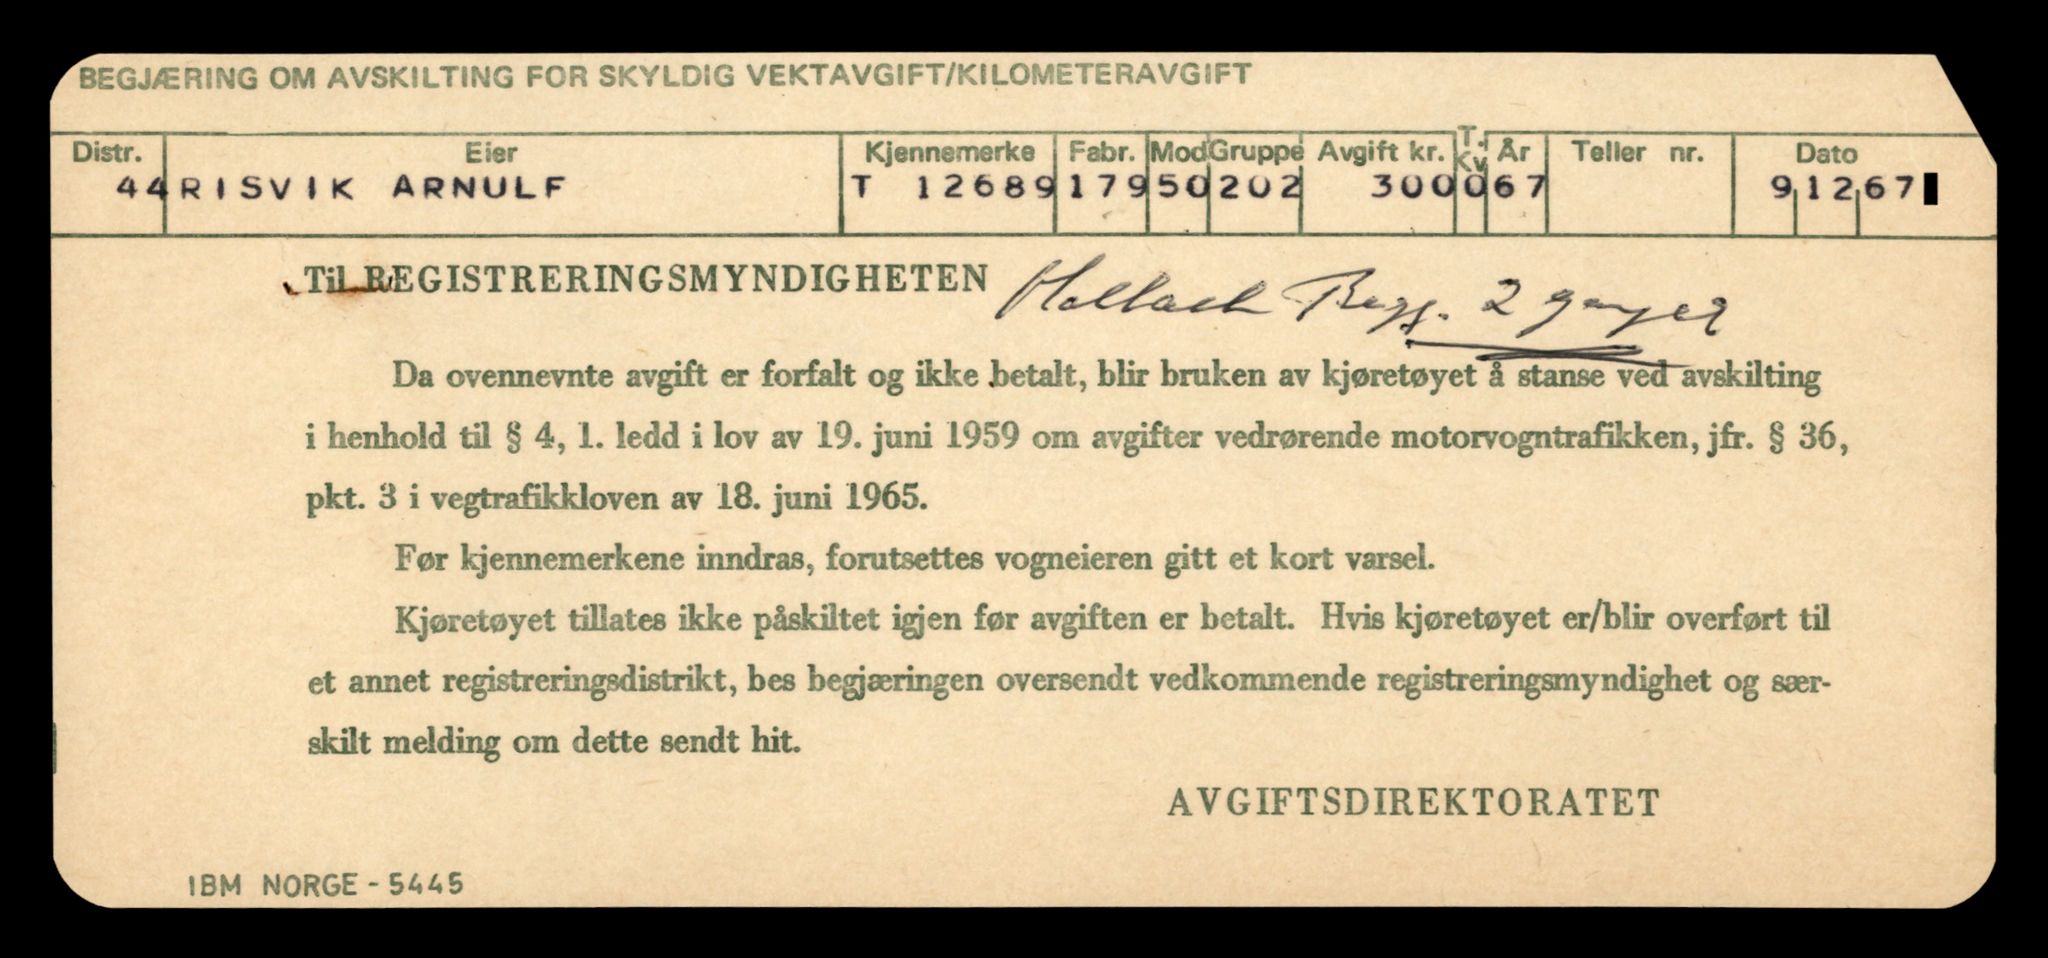 BEGJÆRING OM AVSKILTING FOR SKYLDIG VEKTAVGIFT/KILOMETERAVGIFT
Distr. Eier Kjennemerke Fabr. Mod Gruppe Avgift kr. T. Kv År Teller nr. Dato
44 RISVIK ARNULF T 12689 179 50 202 300 0 67 9 12 67
Til REGISTRERINGSMYNDIGHETEN 2 ganger
Da ovennevnte avgift er forfalt og ikke betalt, blir bruken av kjøretøyet å stanse ved avskilting
i henhold til § 4, 1. ledd i lov av 19. juni 1959 om avgifter vedrørende motorvogntrafikken, jfr. § 36,
pkt. 3 i vegtrafikkloven av 18. juni 1965.
Før kjennemerkene inndras, forutsettes vogneieren gitt et kort varsel.
Kjøretøyet tillates ikke påskiltet igjen før avgiften er betalt. Hvis kjøretøyet er/blir overført til
et annet registreringsdistrikt, bes begjæringen oversendt vedkommende registreringsmyndighet og sær-
skilt melding om dette sendt hit.
AVGIFTSDIREKTORATET
IBM NORGE - 5445